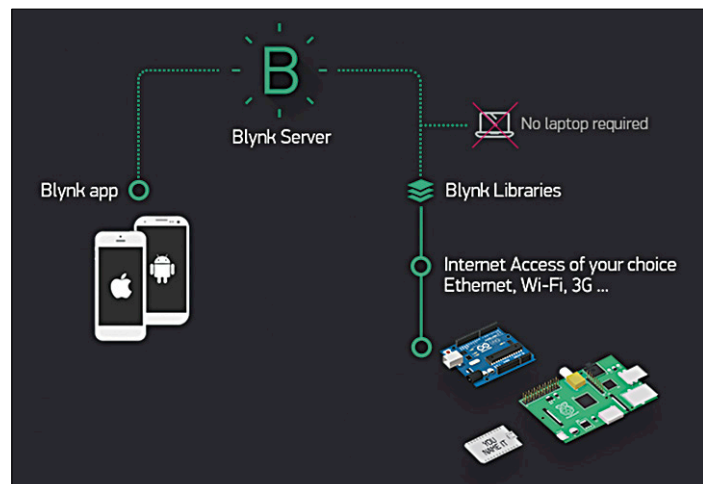 B
Blynk Server
No laptop required
Blynk app
Blynk Libraries
Internet Access of your choice
Ethernet, Wi-Fi, 3G ...
YOU
NAME IT